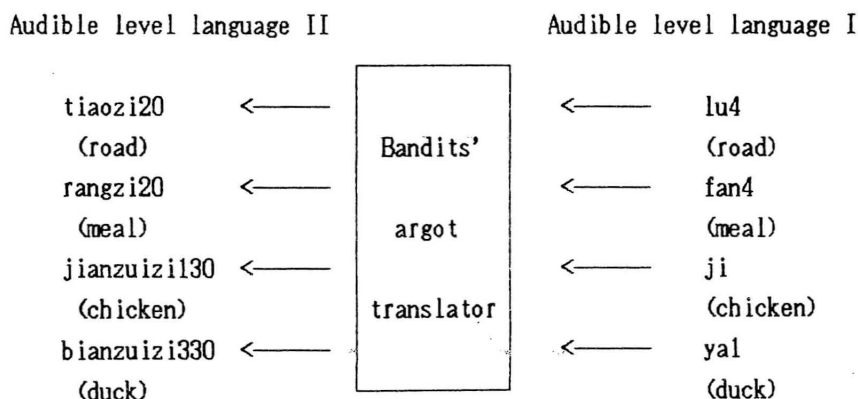 Audible level language II Audible level language I
tiaozi20 <—— <—— lu4
(road) Bandits' (road)
rangzi20 <—— <—— fan4
(meal) argot (meal)
jianzuizi130 <—— <—— ji
(chicken) translator (chicken)
bianzuizi330 <—— <—— ya1
(duck) (duck)